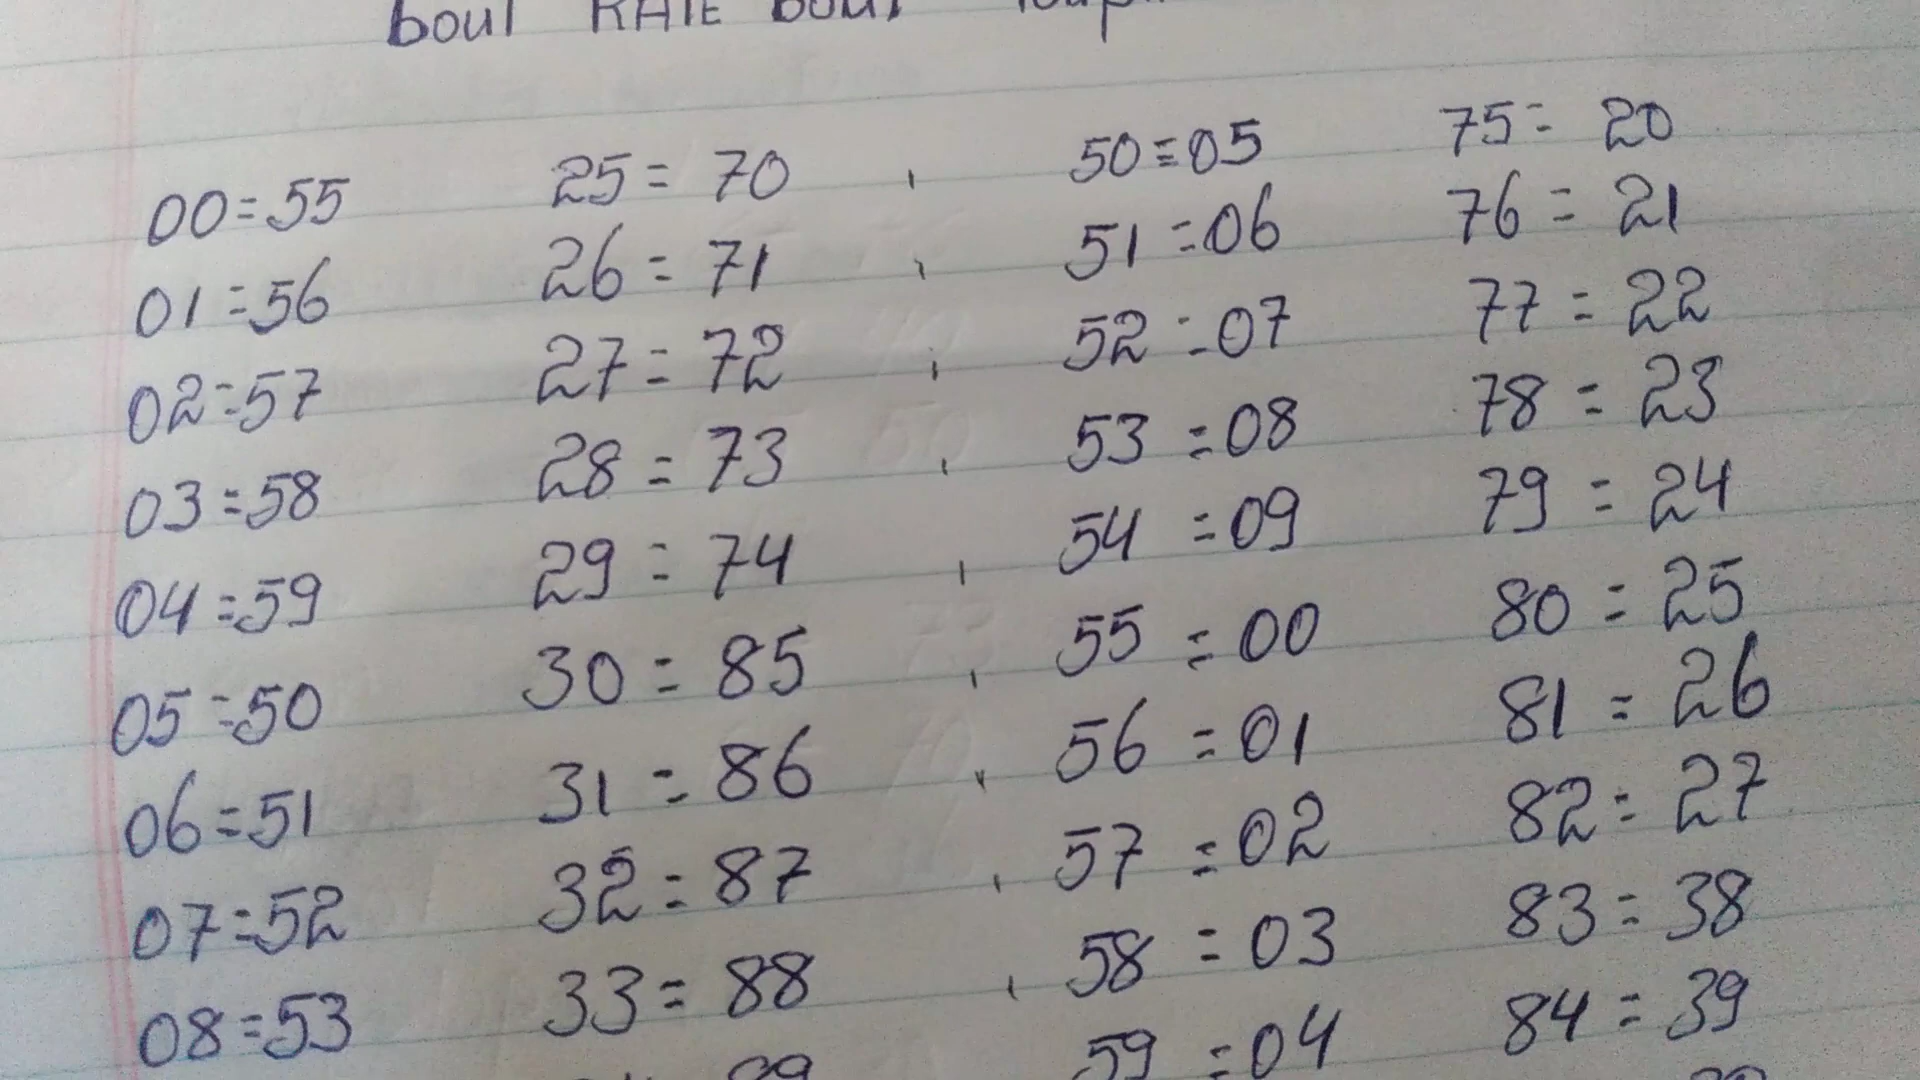 boul RATE boul
00=55 25=70 50=05 75=20
01=56 26=71 51=06 76=21
02=57 27=72 52=07 77=22
03=58 28=73 53=08 78=23
04=59 29=74 54=09 79=24
05=50 30=85 55=00 80=25
06=51 31=86 56=01 81=26
07=52 32=87 57=02 82=27
08=53 33=88 58=03 83=38
59=04 84=39